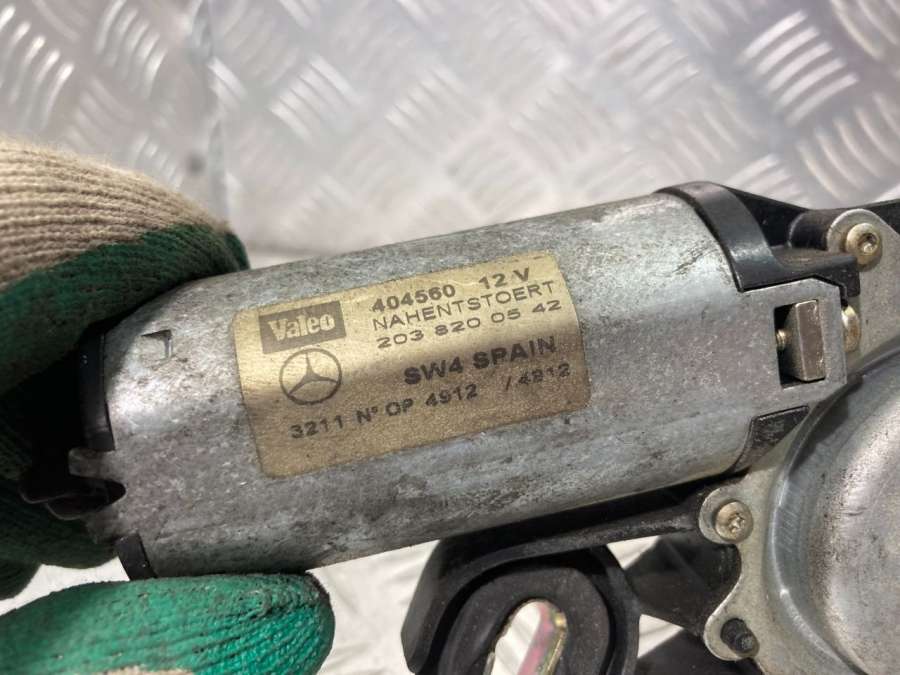 Valeo
404560 12 V
NAHENTSTOERT
203 820 05 42
SW4 SPAIN
3211 N° OP 4912 /4912